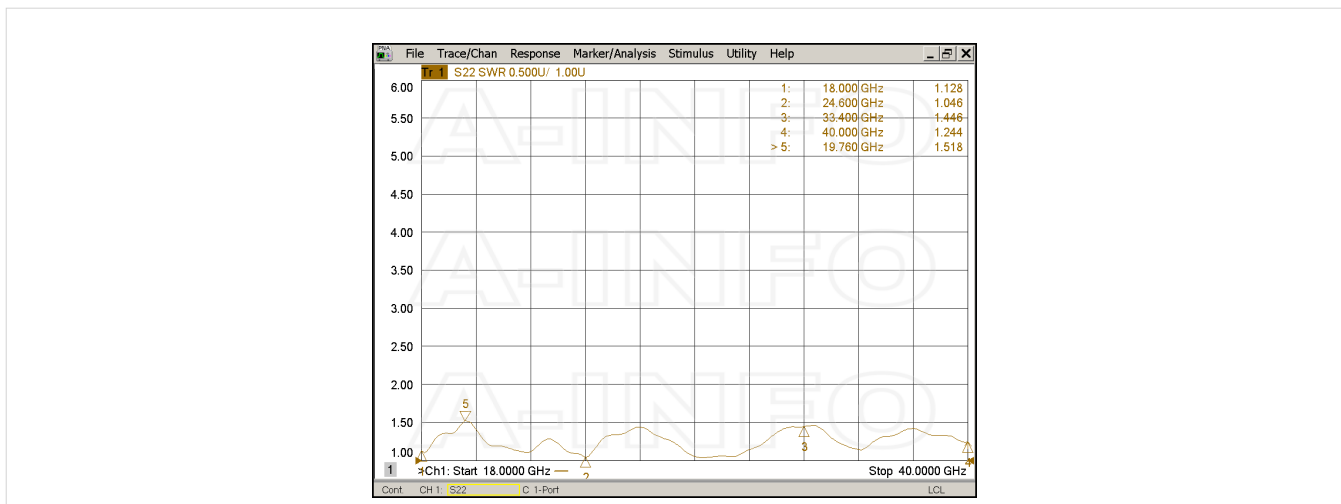 PNA
File Trace/Chan Response Marker/Analysis Stimulus Utility Help
Tr 1 S22 SWR 0.500U/ 1.00U
6.00
5.50
5.00
4.50
4.00
3.50
3.00
2.50
2.00
1.50
1.00
1: 18.000 GHz 1.128
2: 24.600 GHz 1.046
3: 33.400 GHz 1.446
4: 40.000 GHz 1.244
> 5: 19.760 GHz 1.518
A-INFO
A-INFO
A-INFO
5
3
4
2
1 >Ch1: Start 18.0000 GHz Stop 40.0000 GHz
Cont. CH 1: S22 C 1-Port LCL